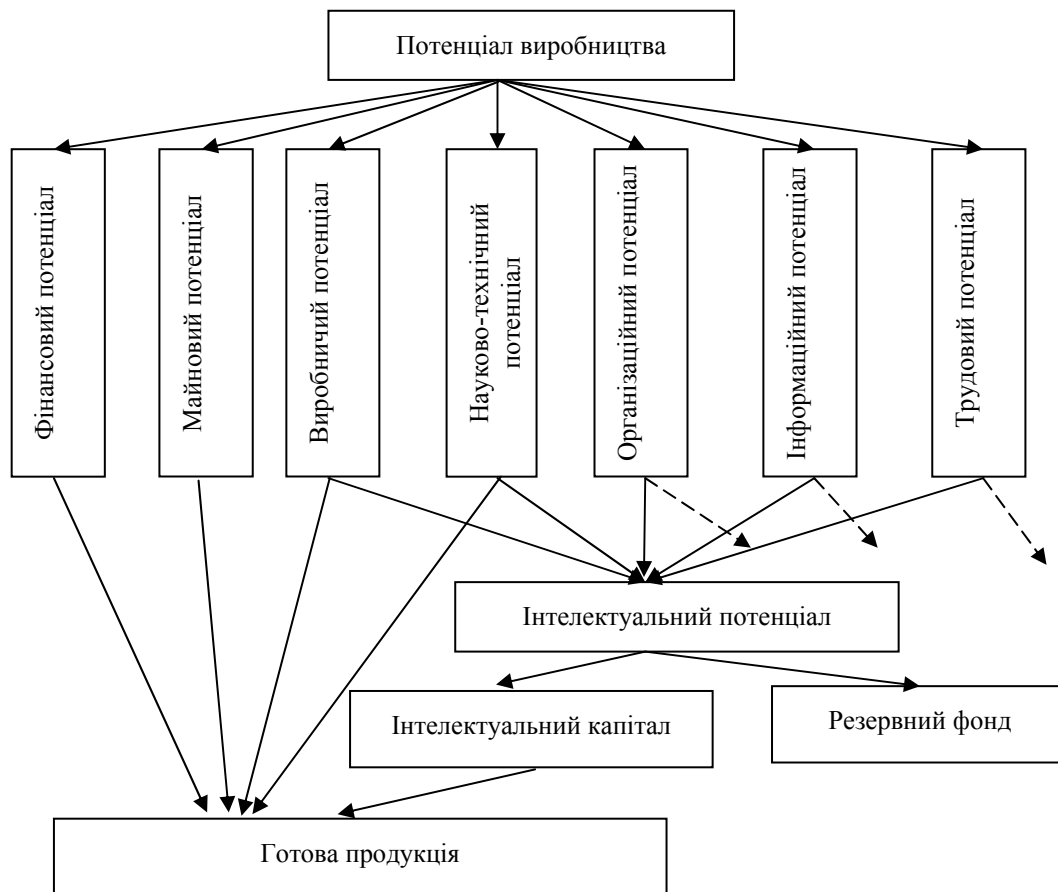 Потенціал виробництва
Фінансовий потенціал
Майновий потенціал
Виробничий потенціал
Науково-технічний
потенціал
Організаційний потенціал
Інформаційний потенціал
Трудовий потенціал
Інтелектуальний потенціал
Інтелектуальний капітал
Резервний фонд
Готова продукція